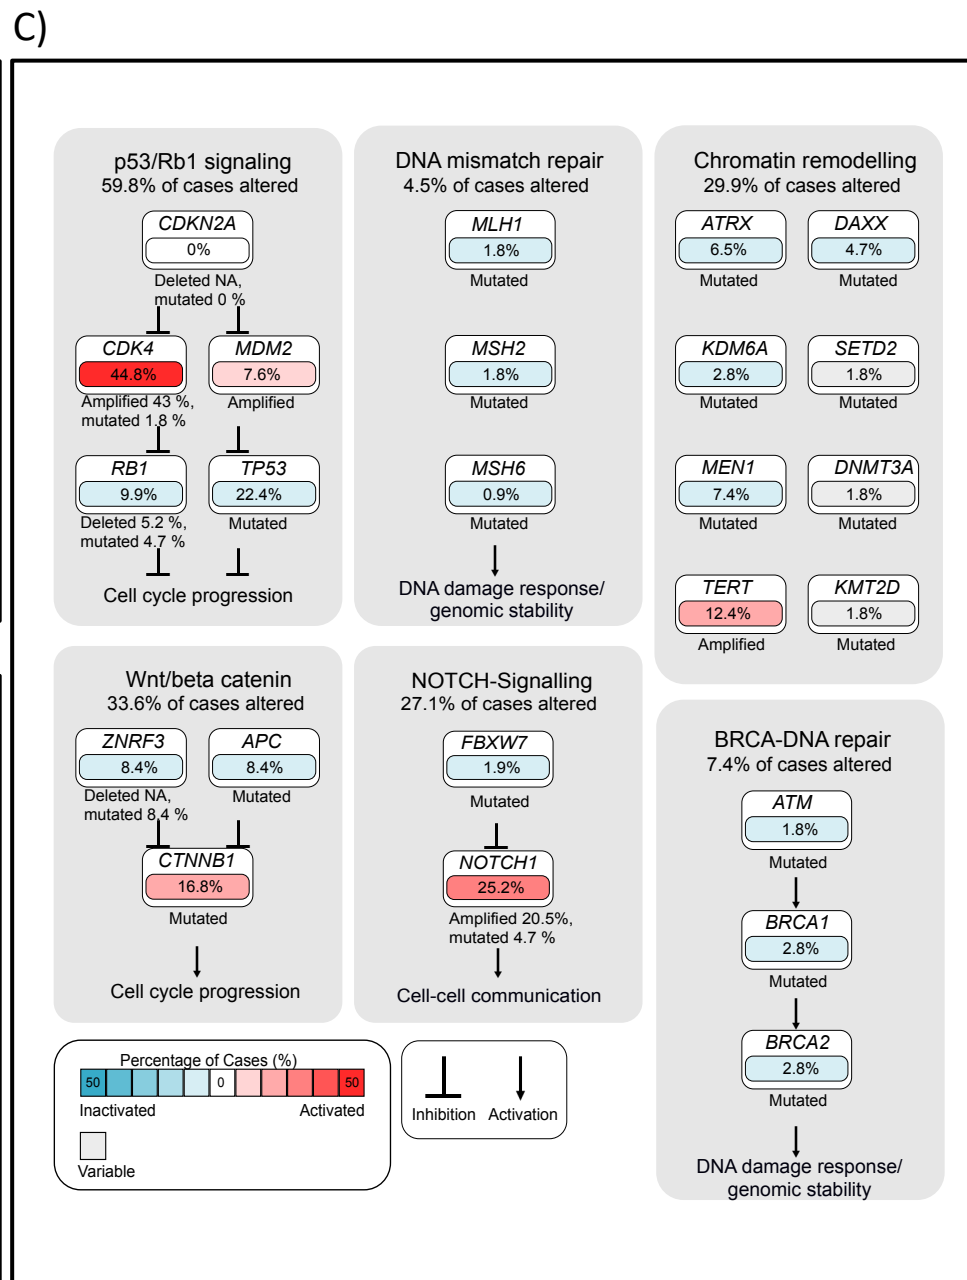 C)
p53/Rb1 signaling
59.8% of cases altered
CDKN2A
0%
Deleted NA,
mutated 0 %
CDK4
44.8%
Amplified 43 %,
mutated 1.8 %
MDM2
7.6%
Amplified
RB1
9.9%
Deleted 5.2 %,
mutated 4.7 %
TP53
22.4%
Mutated
Cell cycle progression
DNA mismatch repair
4.5% of cases altered
MLH1
1.8%
Mutated
MSH2
1.8%
Mutated
MSH6
0.9%
Mutated
DNA damage response/
genomic stability
Chromatin remodelling
29.9% of cases altered
ATRX
6.5%
Mutated
DAXX
4.7%
Mutated
KDM6A
2.8%
Mutated
SETD2
1.8%
Mutated
MEN1
7.4%
Mutated
DNMT3A
1.8%
Mutated
TERT
12.4%
Amplified
KMT2D
1.8%
Mutated
Wnt/beta catenin
33.6% of cases altered
ZNRF3
8.4%
Deleted NA,
mutated 8.4 %
APC
8.4%
Mutated
CTNNB1
16.8%
Mutated
Cell cycle progression
NOTCH-Signalling
27.1% of cases altered
FBXW7
1.9%
Mutated
NOTCH1
25.2%
Amplified 20.5%,
mutated 4.7 %
Cell-cell communication
BRCA-DNA repair
7.4% of cases altered
ATM
1.8%
Mutated
BRCA1
2.8%
Mutated
BRCA2
2.8%
Mutated
DNA damage response/
genomic stability
Percentage of Cases (%)
50 0 50
Inactivated Activated
Variable
Inhibition Activation